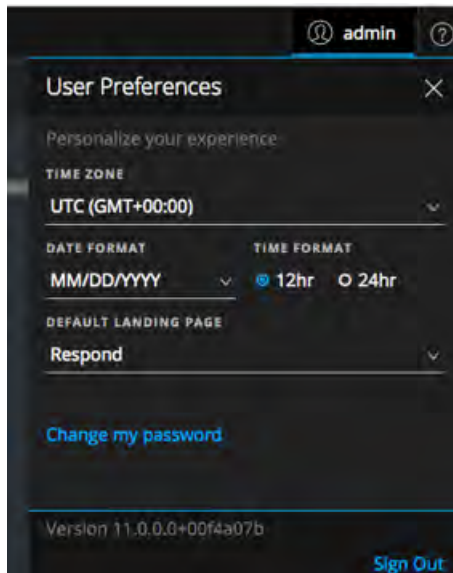 admin
User Preferences
Personalize your experience
TIME ZONE
UTC (GMT+00:00)
DATE FORMAT TIME FORMAT
MM/DD/YYYY 12hr 24hr
DEFAULT LANDING PAGE
Respond
Change my password
Version 11.0.0.0+00f4a07b
Sign Out